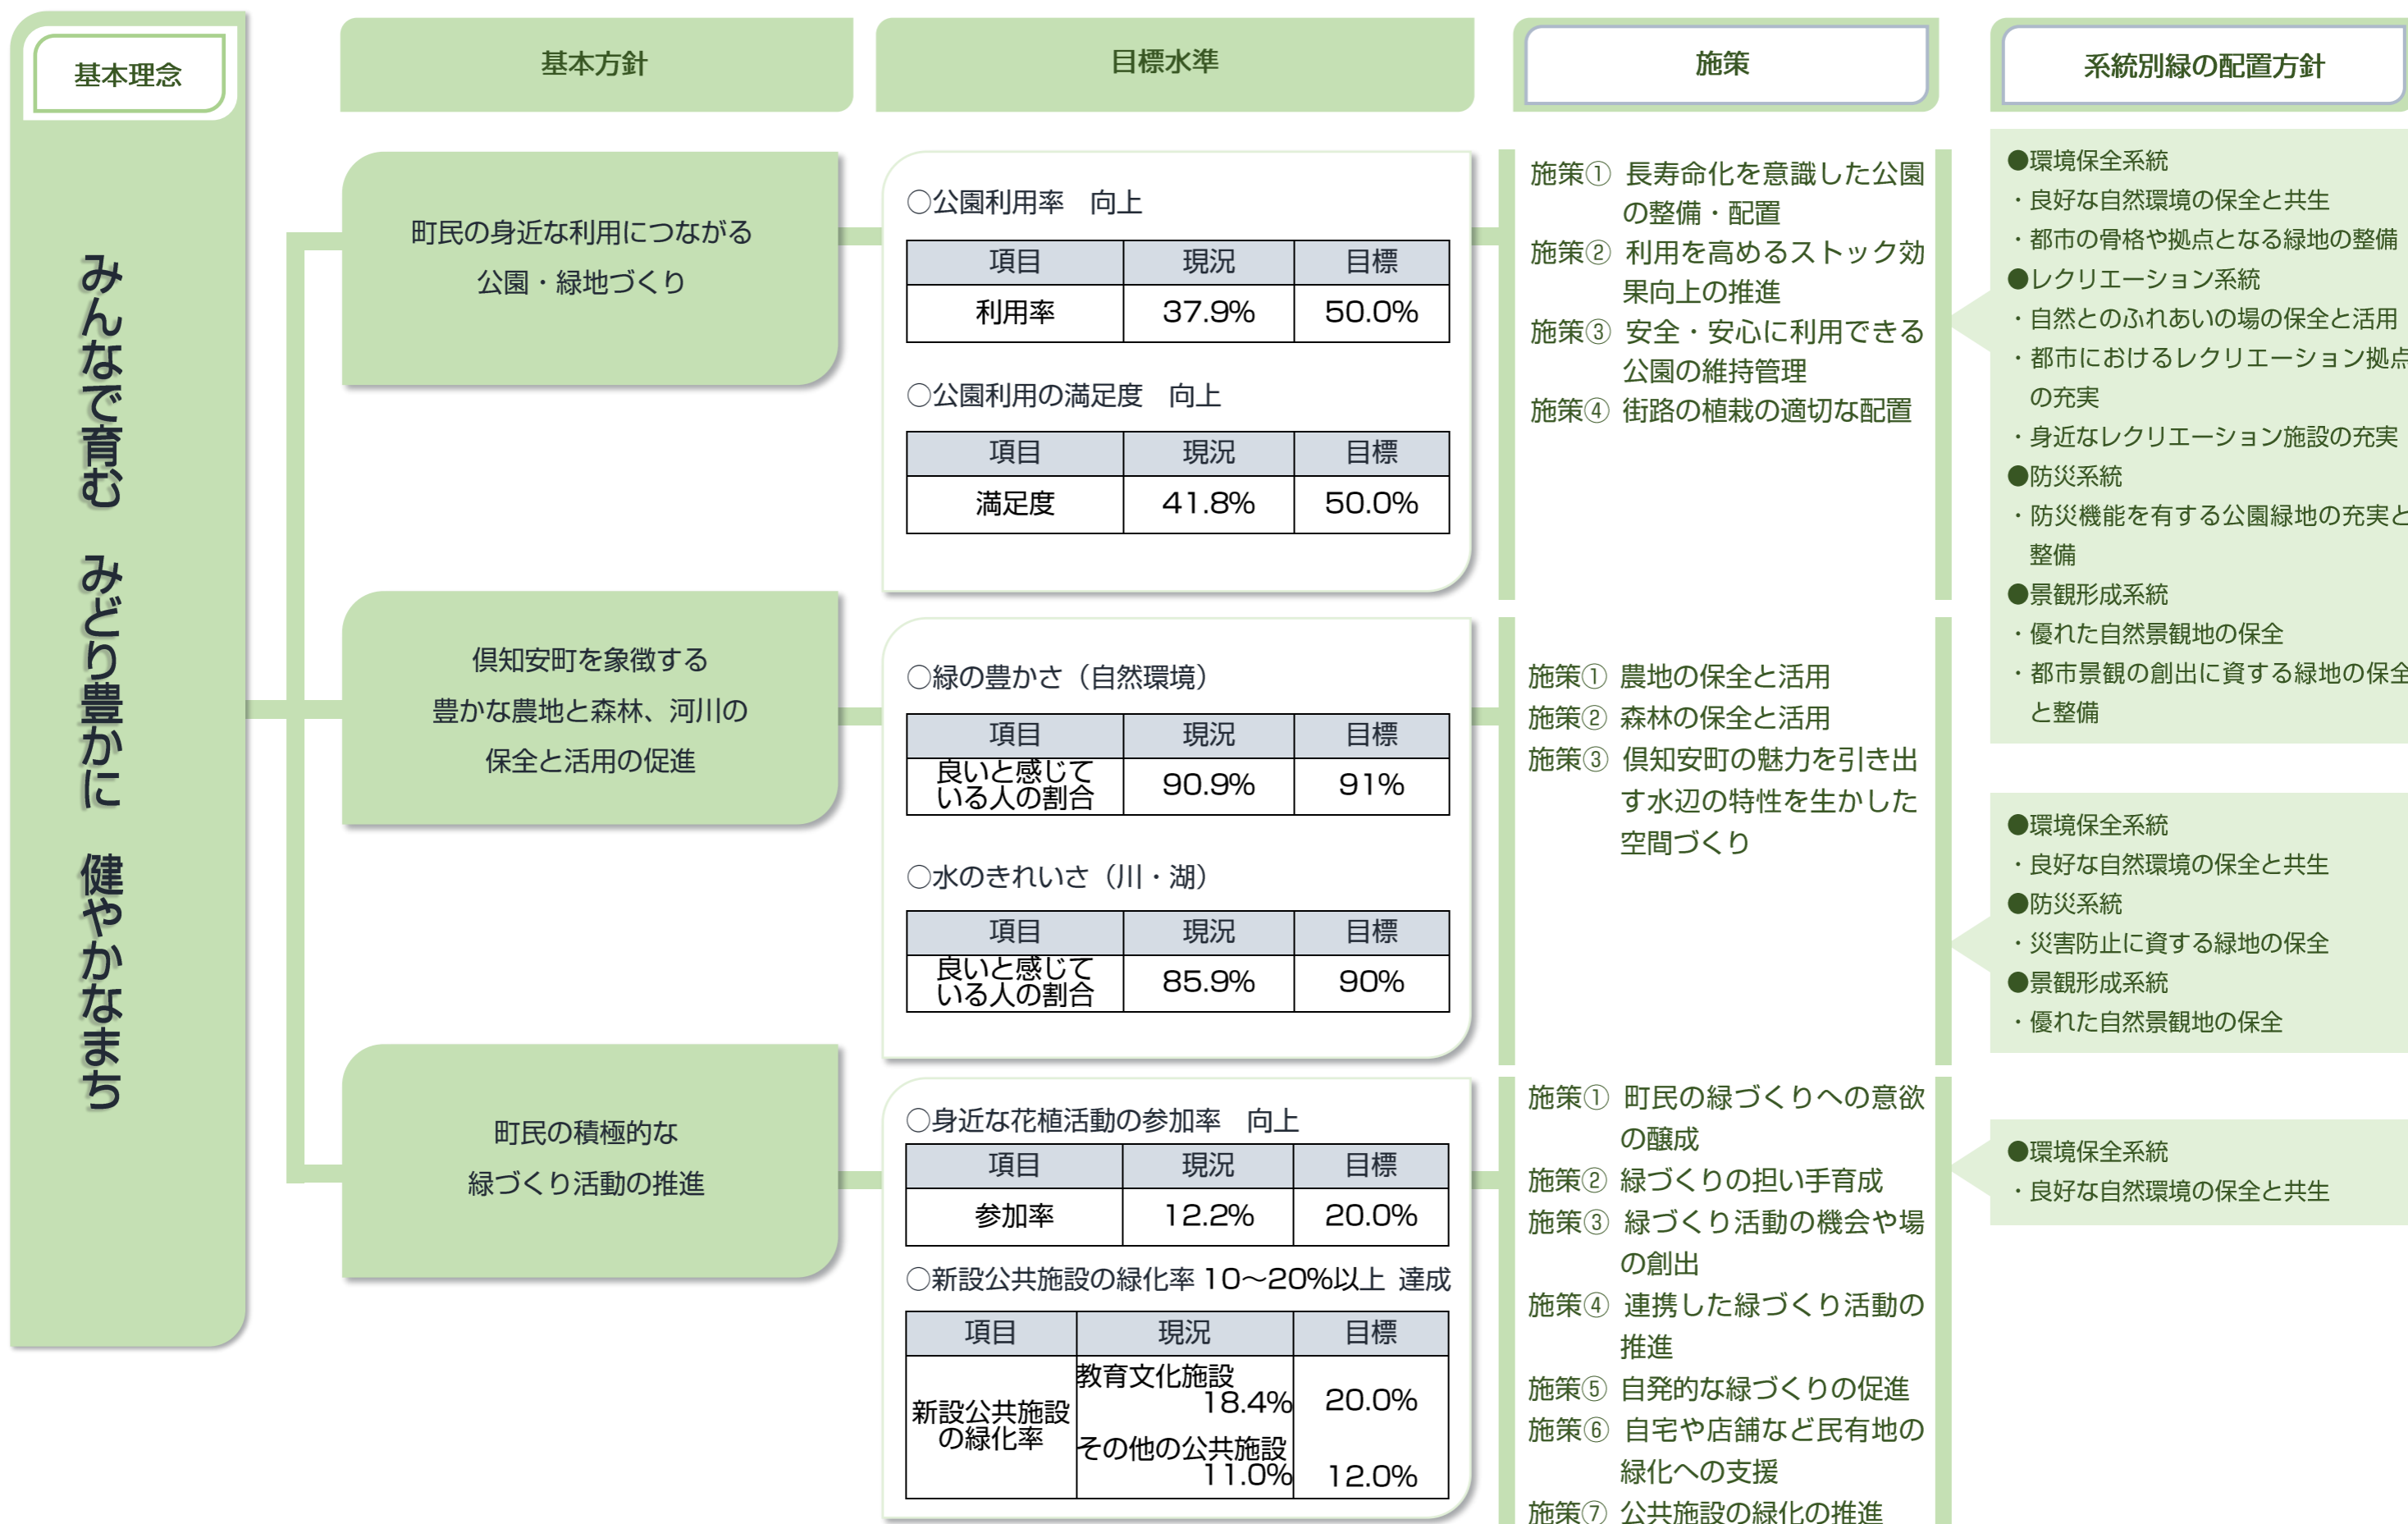 基本理念
みんなで育む　みどり豊かに　健やかなまち
基本方針
町民の身近な利用につながる
公園・緑地づくり
倶知安町を象徴する
豊かな農地と森林、河川の
保全と活用の促進
町民の積極的な
緑づくり活動の推進
目標水準
○公園利用率　向上
項目 現況 目標
利用率 37.9% 50.0%
○公園利用の満足度　向上
項目 現況 目標
満足度 41.8% 50.0%
○緑の豊かさ（自然環境）
項目 現況 目標
良いと感じて
いる人の割合 90.9% 91%
○水のきれいさ（川・湖）
項目 現況 目標
良いと感じて
いる人の割合 85.9% 90%
○身近な花植活動の参加率　向上
項目 現況 目標
参加率 12.2% 20.0%
○新設公共施設の緑化率 10～20%以上 達成
項目 現況 目標
新設公共施設
の緑化率
教育文化施設
18.4% 20.0%
その他の公共施設
11.0% 12.0%
施策
施策① 長寿命化を意識した公園
の整備・配置
施策② 利用を高めるストック効
果向上の推進
施策③ 安全・安心に利用できる
公園の維持管理
施策④ 街路の植栽の適切な配置
施策① 農地の保全と活用
施策② 森林の保全と活用
施策③ 倶知安町の魅力を引き出
す水辺の特性を生かした
空間づくり
施策① 町民の緑づくりへの意欲
の醸成
施策② 緑づくりの担い手育成
施策③ 緑づくり活動の機会や場
の創出
施策④ 連携した緑づくり活動の
推進
施策⑤ 自発的な緑づくりの促進
施策⑥ 自宅や店舗など民有地の
緑化への支援
施策⑦ 公共施設の緑化の推進
系統別緑の配置方針
●環境保全系統
・良好な自然環境の保全と共生
・都市の骨格や拠点となる緑地の整備
●レクリエーション系統
・自然とのふれあいの場の保全と活用
・都市におけるレクリエーション拠点
の充実
・身近なレクリエーション施設の充実
●防災系統
・防災機能を有する公園緑地の充実と
整備
●景観形成系統
・優れた自然景観地の保全
・都市景観の創出に資する緑地の保全
と整備
●環境保全系統
・良好な自然環境の保全と共生
●防災系統
・災害防止に資する緑地の保全
●景観形成系統
・優れた自然景観地の保全
●環境保全系統
・良好な自然環境の保全と共生